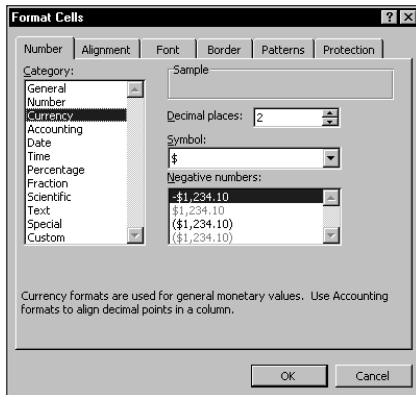 Format Cells
Number Alignment Font Border Patterns Protection
Category:
General
Number
Currency
Accounting
Date
Time
Percentage
Fraction
Scientific
Text
Special
Custom
Sample
Decimal places: 2
Symbol:
$
Negative numbers:
-$1,234.10
$1,234.10
($1,234.10)
($1,234.10)
Currency formats are used for general monetary values. Use Accounting
formats to align decimal points in a column.
OK Cancel